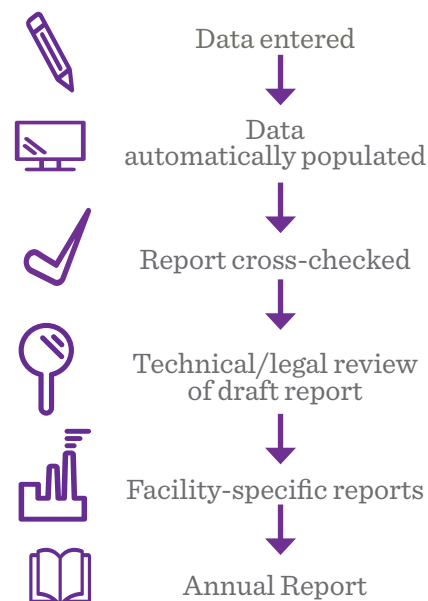 Data entered
Data
automatically populated
Report cross-checked
Technical/legal review
of draft report
Facility-specific reports
Annual Report